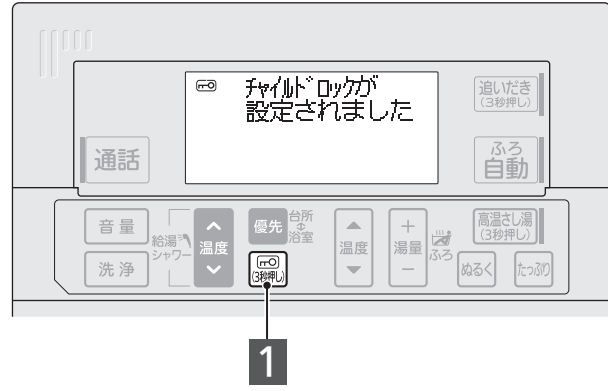 チャイルドロックが
設定されました
追いだき
(3秒押し)
通話
ふろ
自動
音量
給湯
シャワー
洗浄
温度
優先
台所
浴室
(3秒押し)
温度
＋
湯量
－
ふろ
高温さし湯
(3秒押し)
ぬるく
たっぷり
1